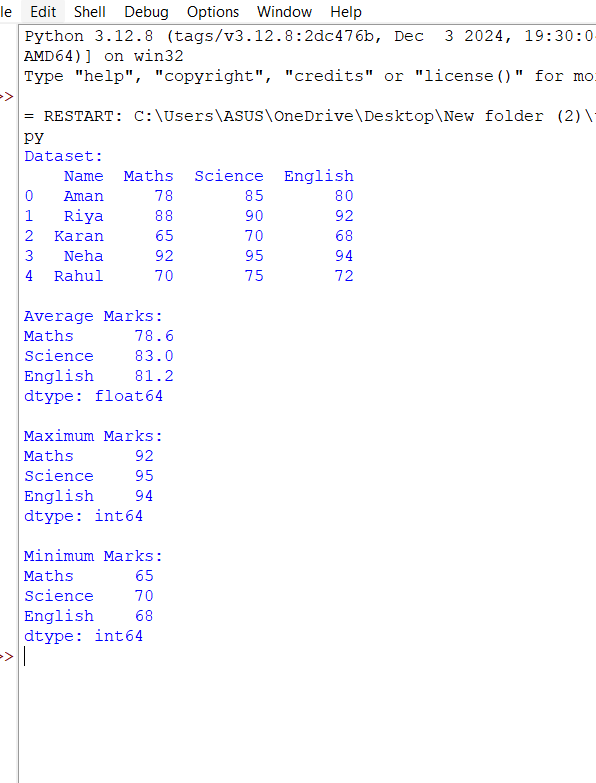 le Edit Shell Debug Options Window Help
Python 3.12.8 (tags/v3.12.8:2dc476b, Dec  3 2024, 19:30:0
AMD64)] on win32
Type "help", "copyright", "credits" or "license()" for mo
>>
= RESTART: C:\Users\ASUS\OneDrive\Desktop\New folder (2)\
py
Dataset:
    Name  Maths  Science  English
0   Aman     78       85       80
1   Riya     88       90       92
2  Karan     65       70       68
3   Neha     92       95       94
4  Rahul     70       75       72
Average Marks:
Maths      78.6
Science    83.0
English    81.2
dtype: float64
Maximum Marks:
Maths      92
Science    95
English    94
dtype: int64
Minimum Marks:
Maths      65
Science    70
English    68
dtype: int64
>>